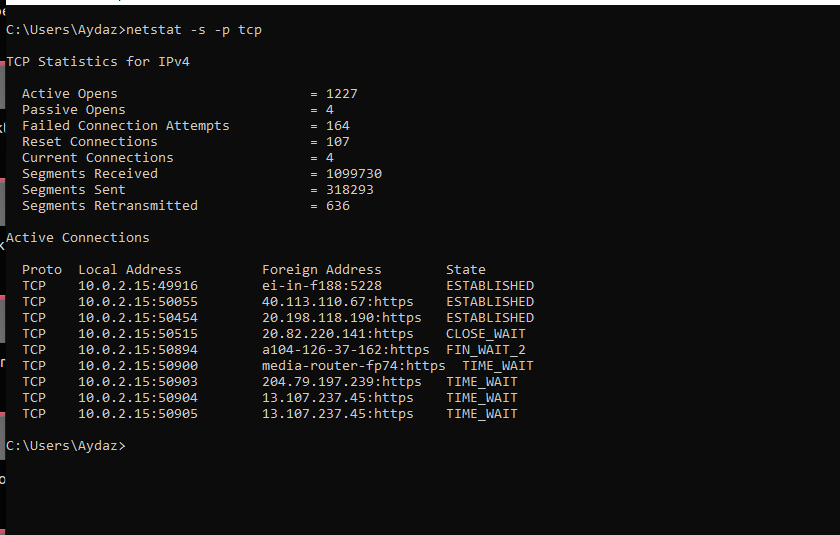 C:\Users\Aydaz>netstat -s -p tcp
TCP Statistics for IPv4
Active Opens = 1227
Passive Opens = 4
Failed Connection Attempts = 164
Reset Connections = 107
Current Connections = 4
Segments Received = 1099730
Segments Sent = 318293
Segments Retransmitted = 636
Active Connections
Proto Local Address Foreign Address State
TCP 10.0.2.15:49916 ei-in-f188:5228 ESTABLISHED
TCP 10.0.2.15:50055 40.113.110.67:https ESTABLISHED
TCP 10.0.2.15:50454 20.198.118.190:https ESTABLISHED
TCP 10.0.2.15:50515 20.82.220.141:https CLOSE_WAIT
TCP 10.0.2.15:50894 a104-126-37-162:https FIN_WAIT_2
TCP 10.0.2.15:50900 media-router-fp74:https TIME_WAIT
TCP 10.0.2.15:50903 204.79.197.239:https TIME_WAIT
TCP 10.0.2.15:50904 13.107.237.45:https TIME_WAIT
TCP 10.0.2.15:50905 13.107.237.45:https TIME_WAIT
C:\Users\Aydaz>